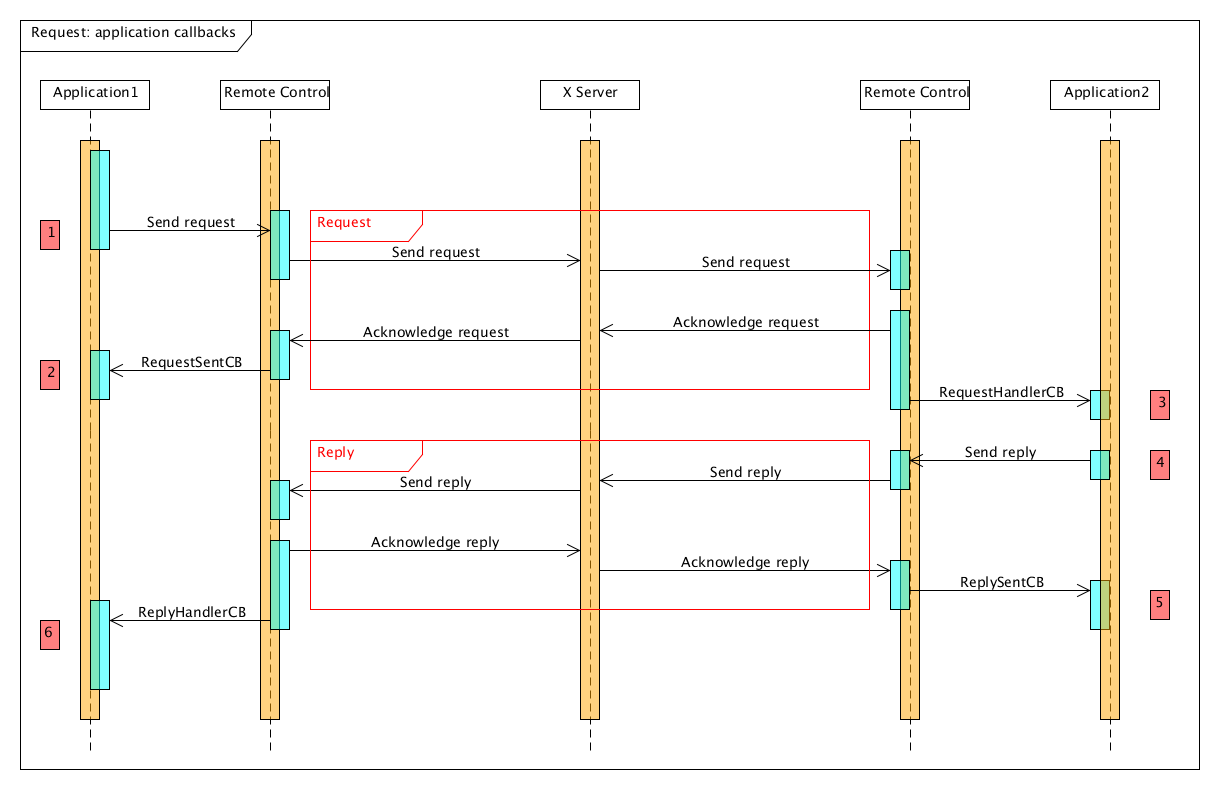 Request: application callbacks
Application1
Remote Control
X Server
Remote Control
Application2
1
Send request
Request
Send request
Send request
Acknowledge request
Acknowledge request
2
RequestSentCB
RequestHandlerCB
3
Reply
Send reply
4
Send reply
Send reply
Acknowledge reply
Acknowledge reply
ReplySentCB
5
ReplyHandlerCB
6